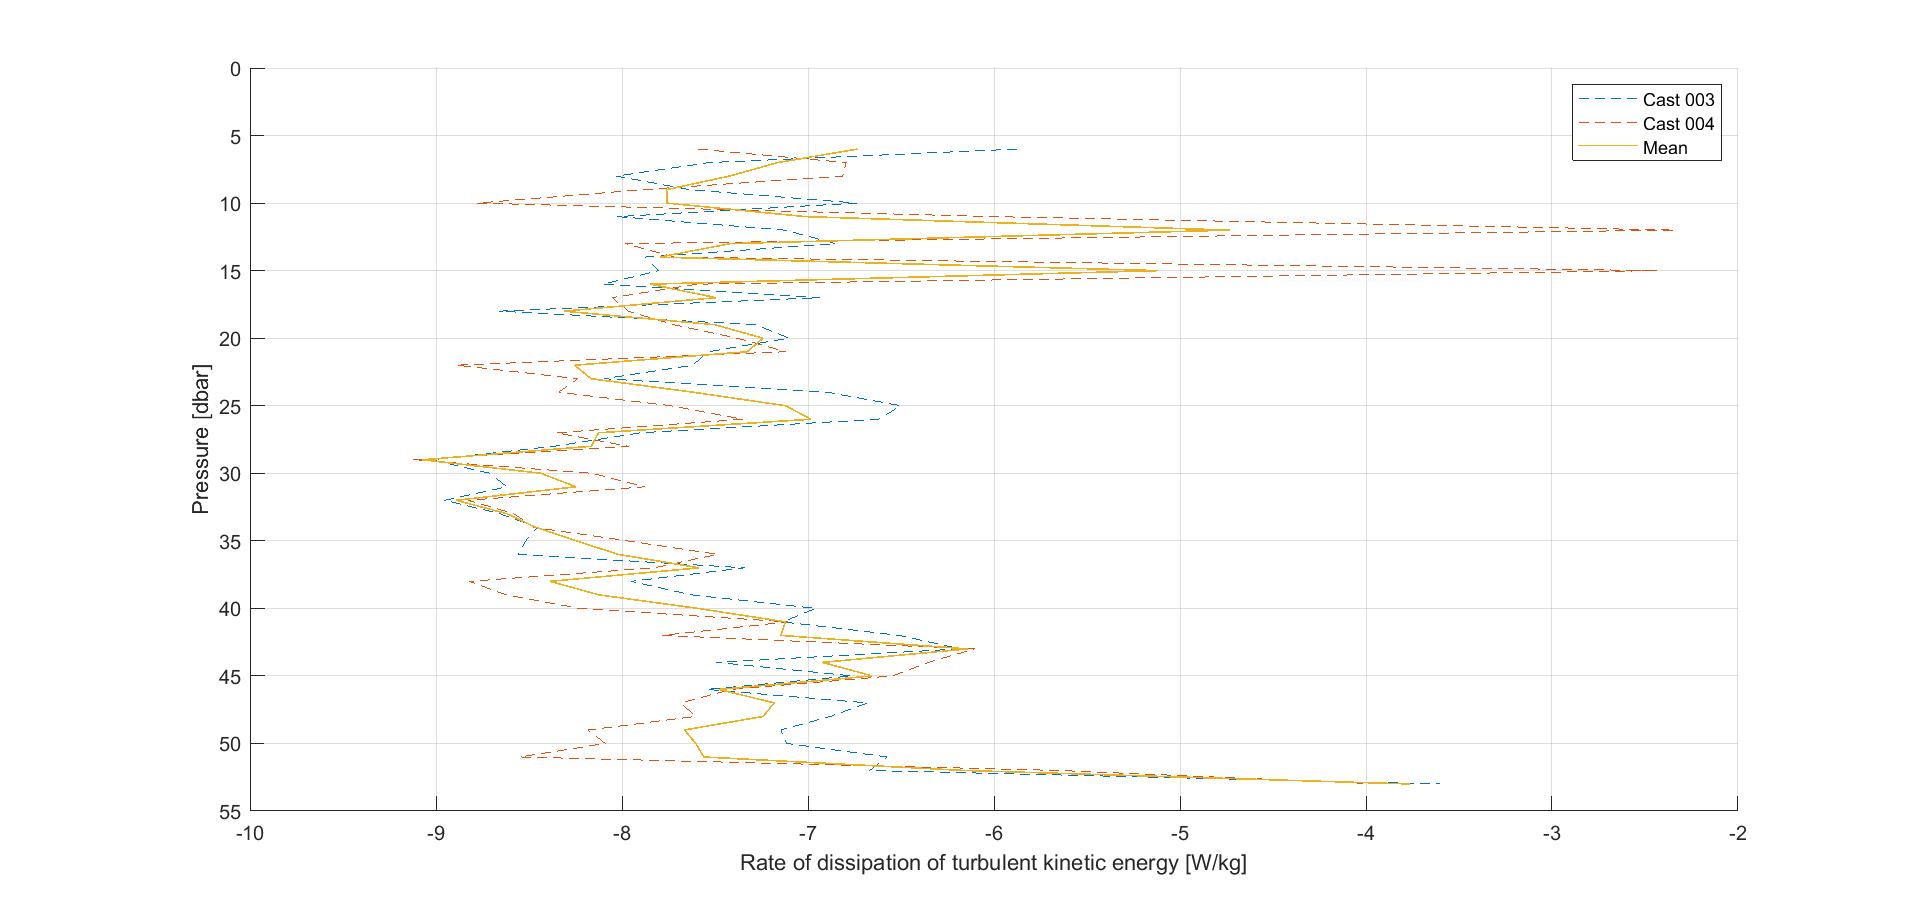 0
5
10
15
20
25
30
35
40
45
50
55
Pressure [dbar]
-10 -9 -8 -7 -6 -5 -4 -3 -2
Rate of dissipation of turbulent kinetic energy [W/kg]
Cast 003
Cast 004
Mean